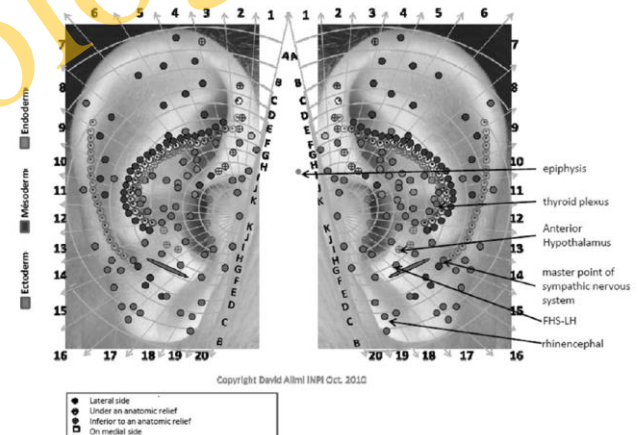 6 5 4 3 2 1 1 2 3 4 5 6
7 A A 7
8 B B 8
C C
D D
9 E E 9
F F
G G
10 H H 10
epiphysis
I I
11 J 11
K K
thyroid plexus
12 K K 12
J J
Anterior
Hypothalamus
13 I I 13
H H
14 G G 14
F F
master point of
sympathic nervous
system
E E
15 D D 15
C C
FHS-LH
B B
rhinencephal
16 17 18 19 20 20 19 18 17 16
Endoderm
Mésoderm
Ectoderm
Copyright David Alimi INPI Oct. 2010
Lateral side
Under an anatomic relief
Inferior to an anatomic relief
On medial side